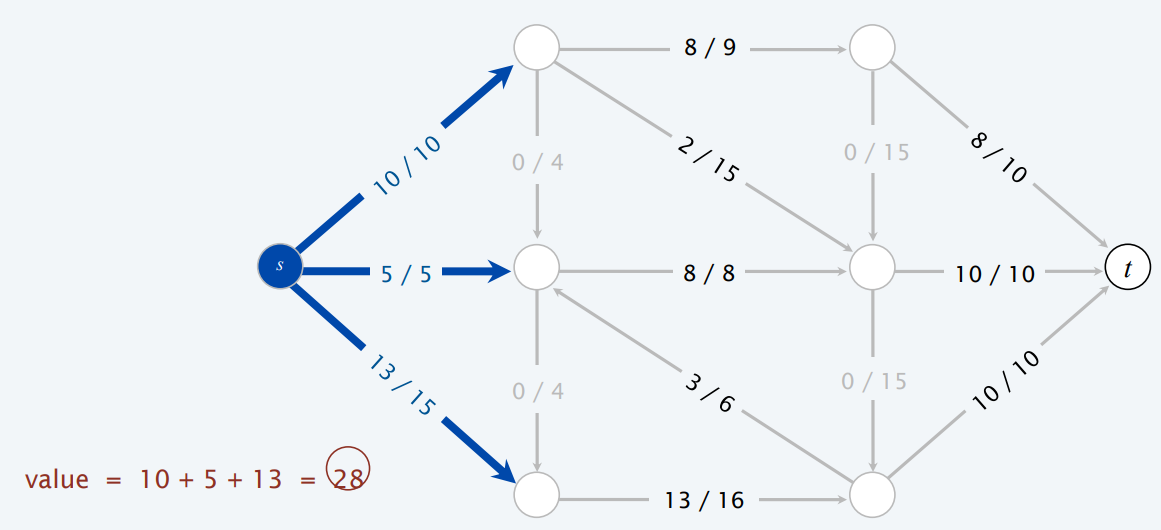 8 / 9
10 / 10
0 / 4
2 / 15
0 / 15
8 / 10
s
5 / 5
8 / 8
10 / 10
t
13 / 15
0 / 4
3 / 6
0 / 15
10 / 10
value = 10 + 5 + 13 = 28
13 / 16